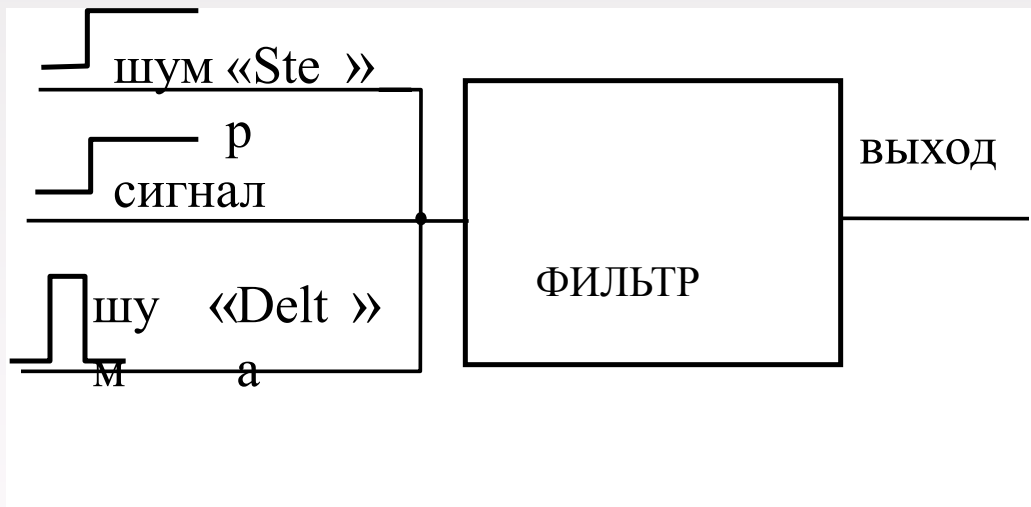 шум «Ste »
р
сигнал
выход
ФИЛЬТР
шу «Delt »
м а